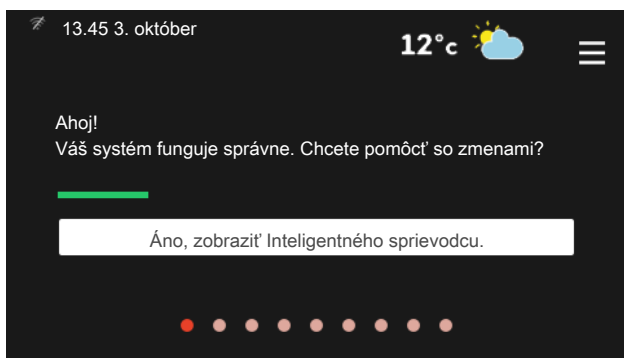 13.45 3. október
12°c
Ahoj!
Váš systém funguje správne. Chcete pomôcť so zmenami?
Áno, zobraziť Inteligentného sprievodcu.